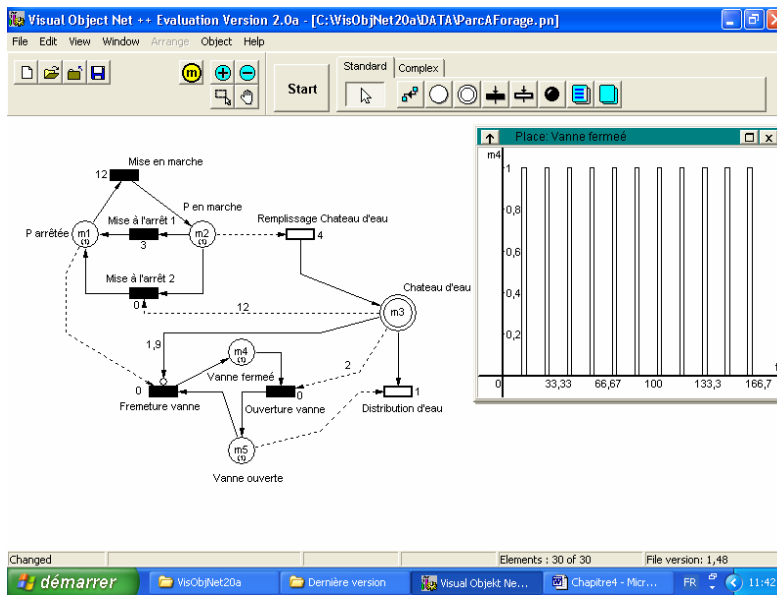 Visual Object Net ++ Evaluation Version 2.0a - [C:\VisObjNet20a\DATA\ParcAForage.pn]
File Edit View Window Arrange Object Help
m
Start
Standard Complex
Place: Vanne fermeé
m4
1
0,8
0,6
0,4
0,2
0 33,33 66,67 100 133,3 166,7
t
Mise en marche
12
P en marche
Mise à l'arrêt 1
P arrêtée
m1
(1)
3
m2
(1)
Remplissage Chateau d'eau
4
Mise à l'arrêt 2
0
12
Chateau d'eau
m3
1,9
m4
(1)
Vanne fermeé
2
0
Fremeture vanne
0
Ouverture vanne
1
Distribution d'eau
m5
(1)
Vanne ouverte
Changed
Elements : 30 of 30
File version: 1,48
démarrer
VisObjNet20a
Dernière version
Visual Objekt Ne...
Chapitre4 - Micr...
FR
11:42